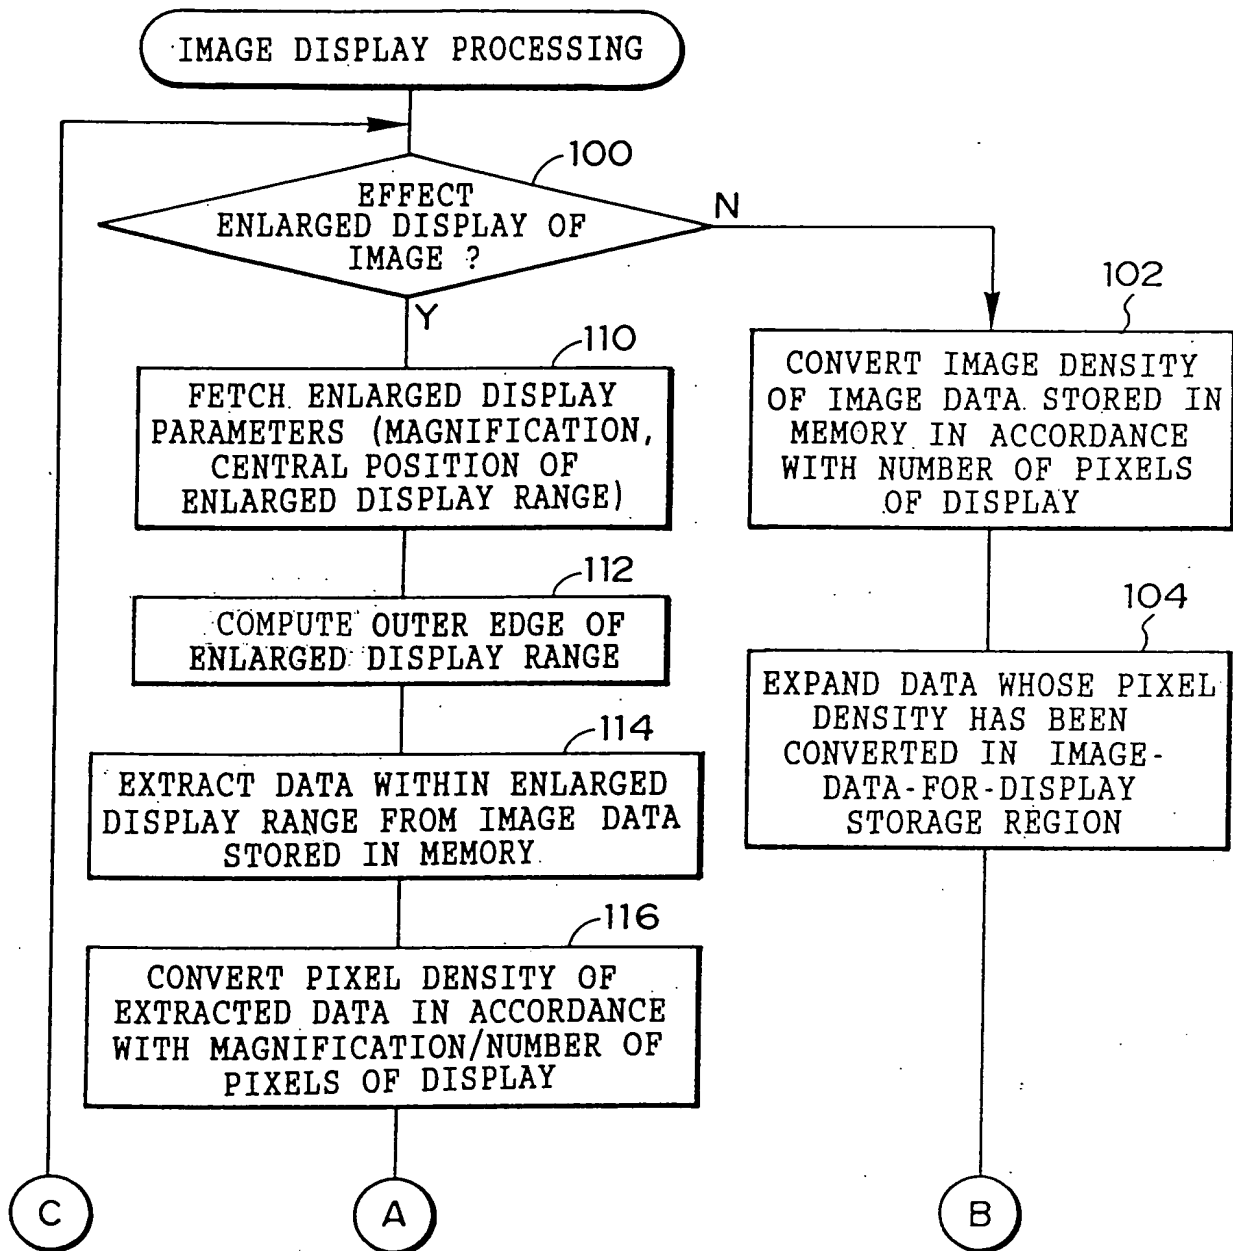 IMAGE DISPLAY PROCESSING
100
EFFECT
ENLARGED DISPLAY OF
IMAGE ?
N
Y
102
CONVERT IMAGE DENSITY
OF IMAGE DATA STORED IN
MEMORY IN ACCORDANCE
WITH NUMBER OF PIXELS
OF DISPLAY
110
FETCH ENLARGED DISPLAY
PARAMETERS (MAGNIFICATION,
CENTRAL POSITION OF
ENLARGED DISPLAY RANGE)
112
COMPUTE OUTER EDGE OF
ENLARGED DISPLAY RANGE
104
EXPAND DATA WHOSE PIXEL
DENSITY HAS BEEN
CONVERTED IN IMAGE-
DATA-FOR-DISPLAY
STORAGE REGION
114
EXTRACT DATA WITHIN ENLARGED
DISPLAY RANGE FROM IMAGE DATA
STORED IN MEMORY
116
CONVERT PIXEL DENSITY OF
EXTRACTED DATA IN ACCORDANCE
WITH MAGNIFICATION/NUMBER OF
PIXELS OF DISPLAY
C
A
B